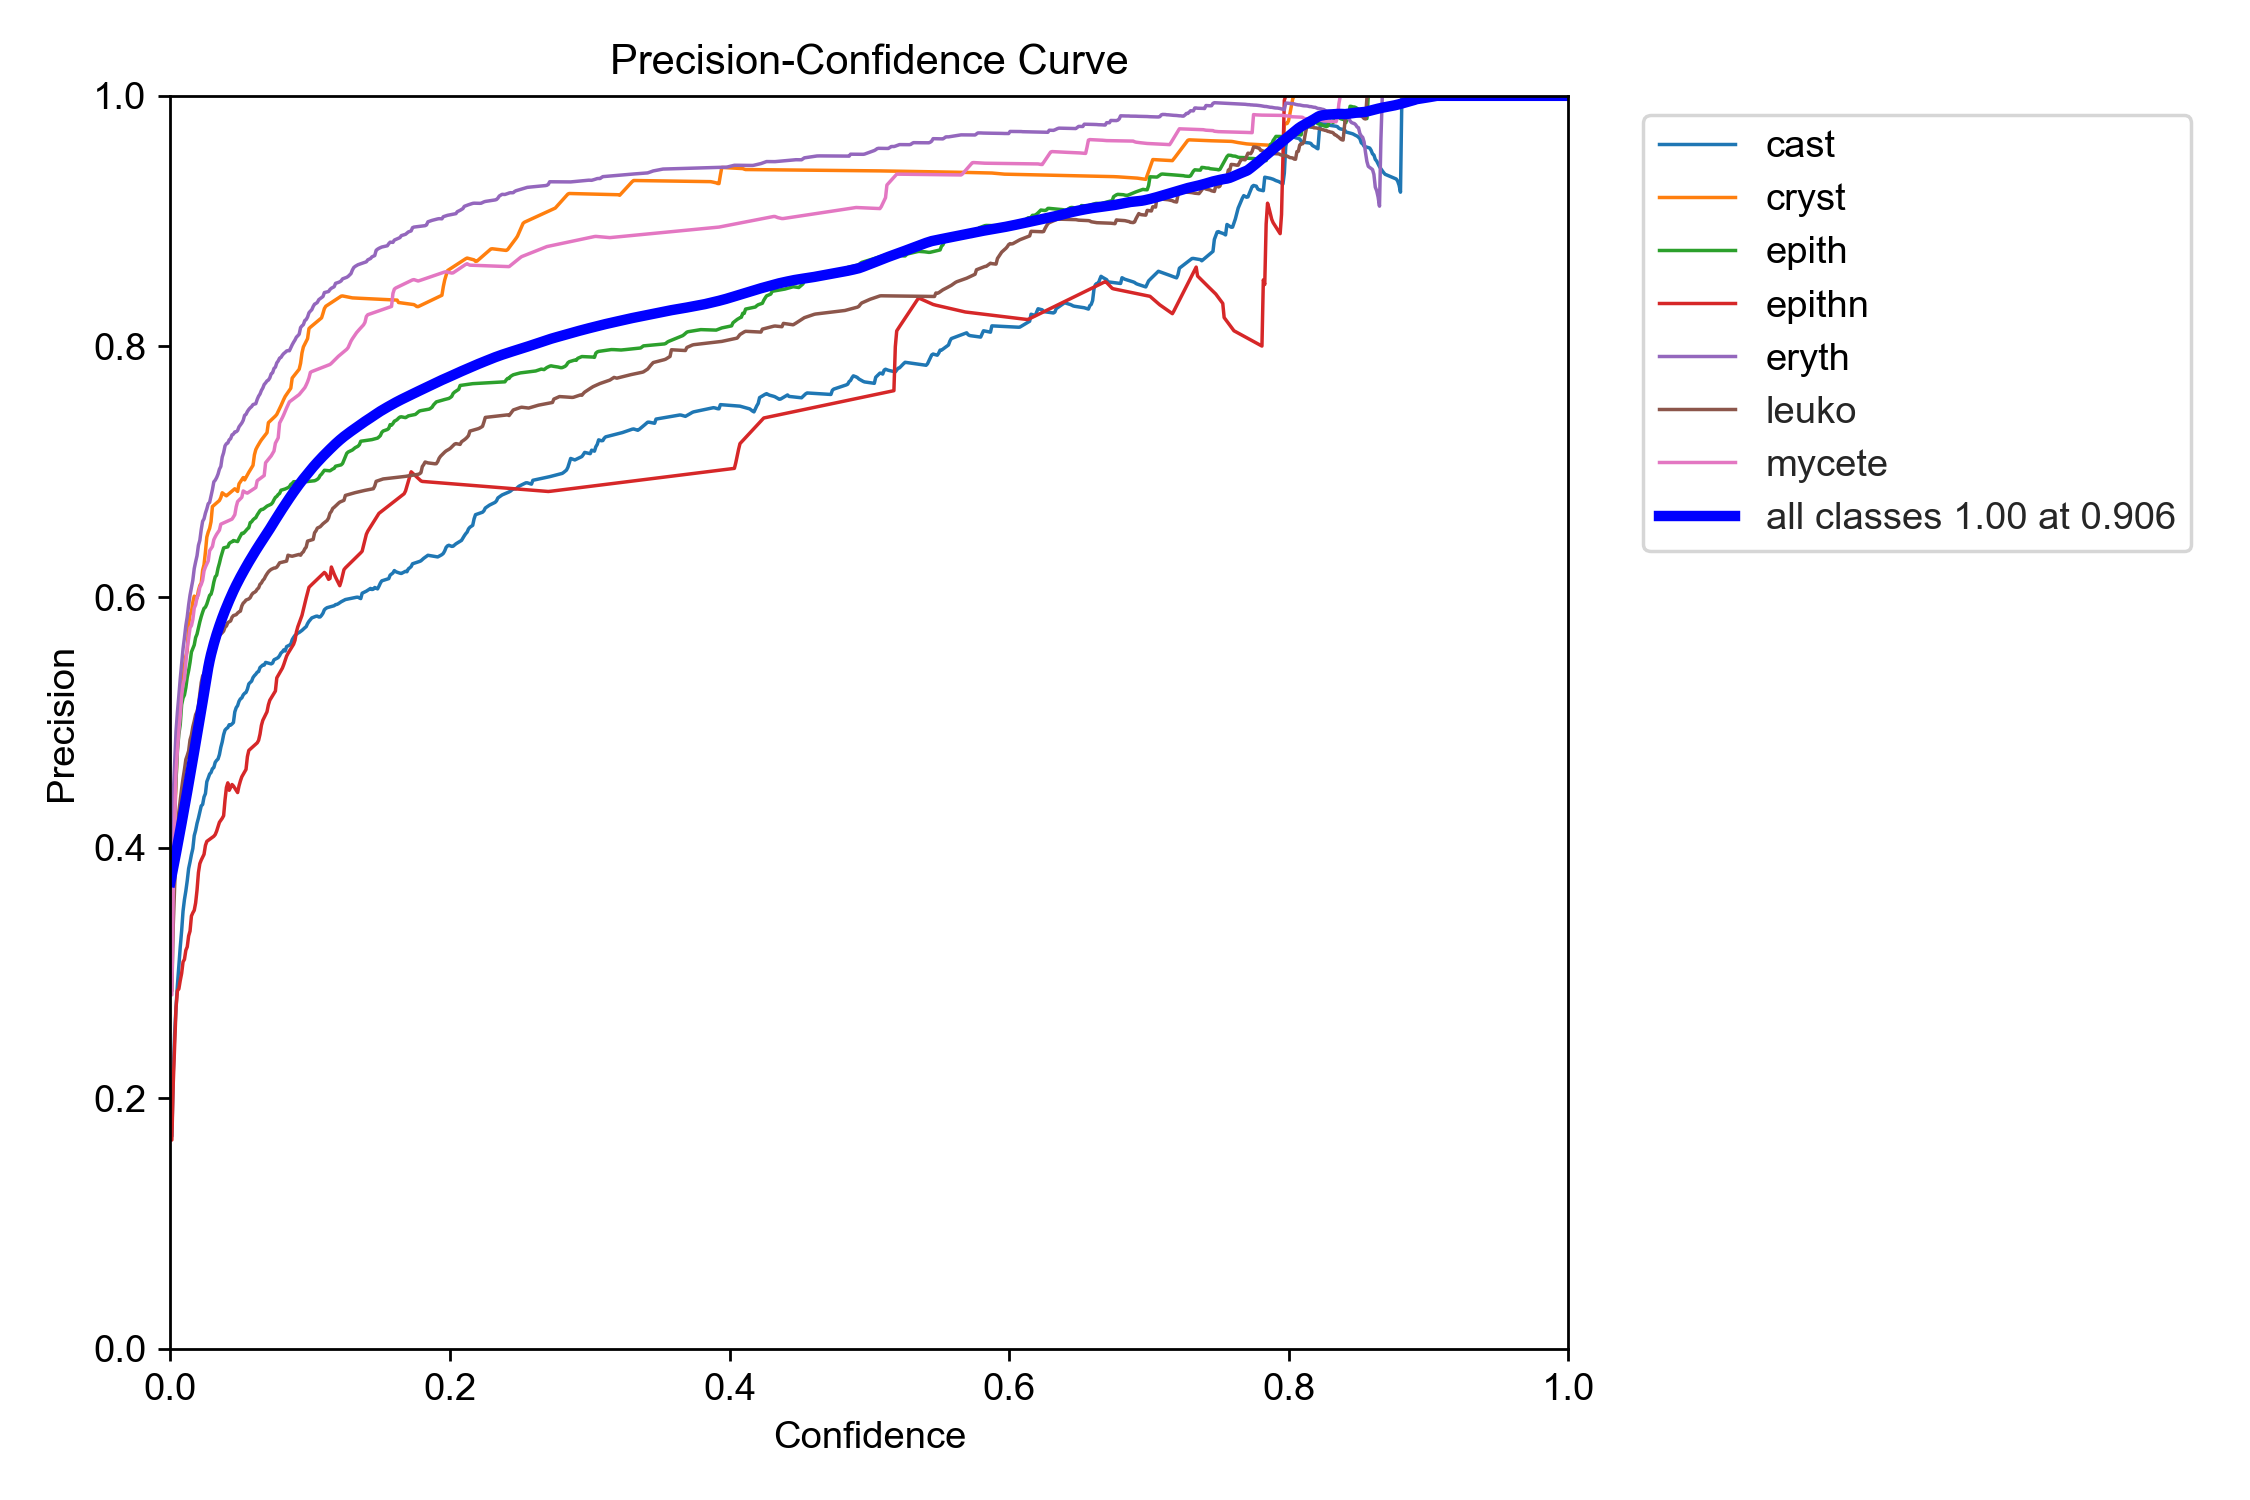 Precision-Confidence Curve
1.0
0.8
0.6
0.4
0.2
0.0
Precision
0.0 0.2 0.4 0.6 0.8 1.0
Confidence
cast
cryst
epith
epithn
eryth
leuko
mycete
all classes 1.00 at 0.906